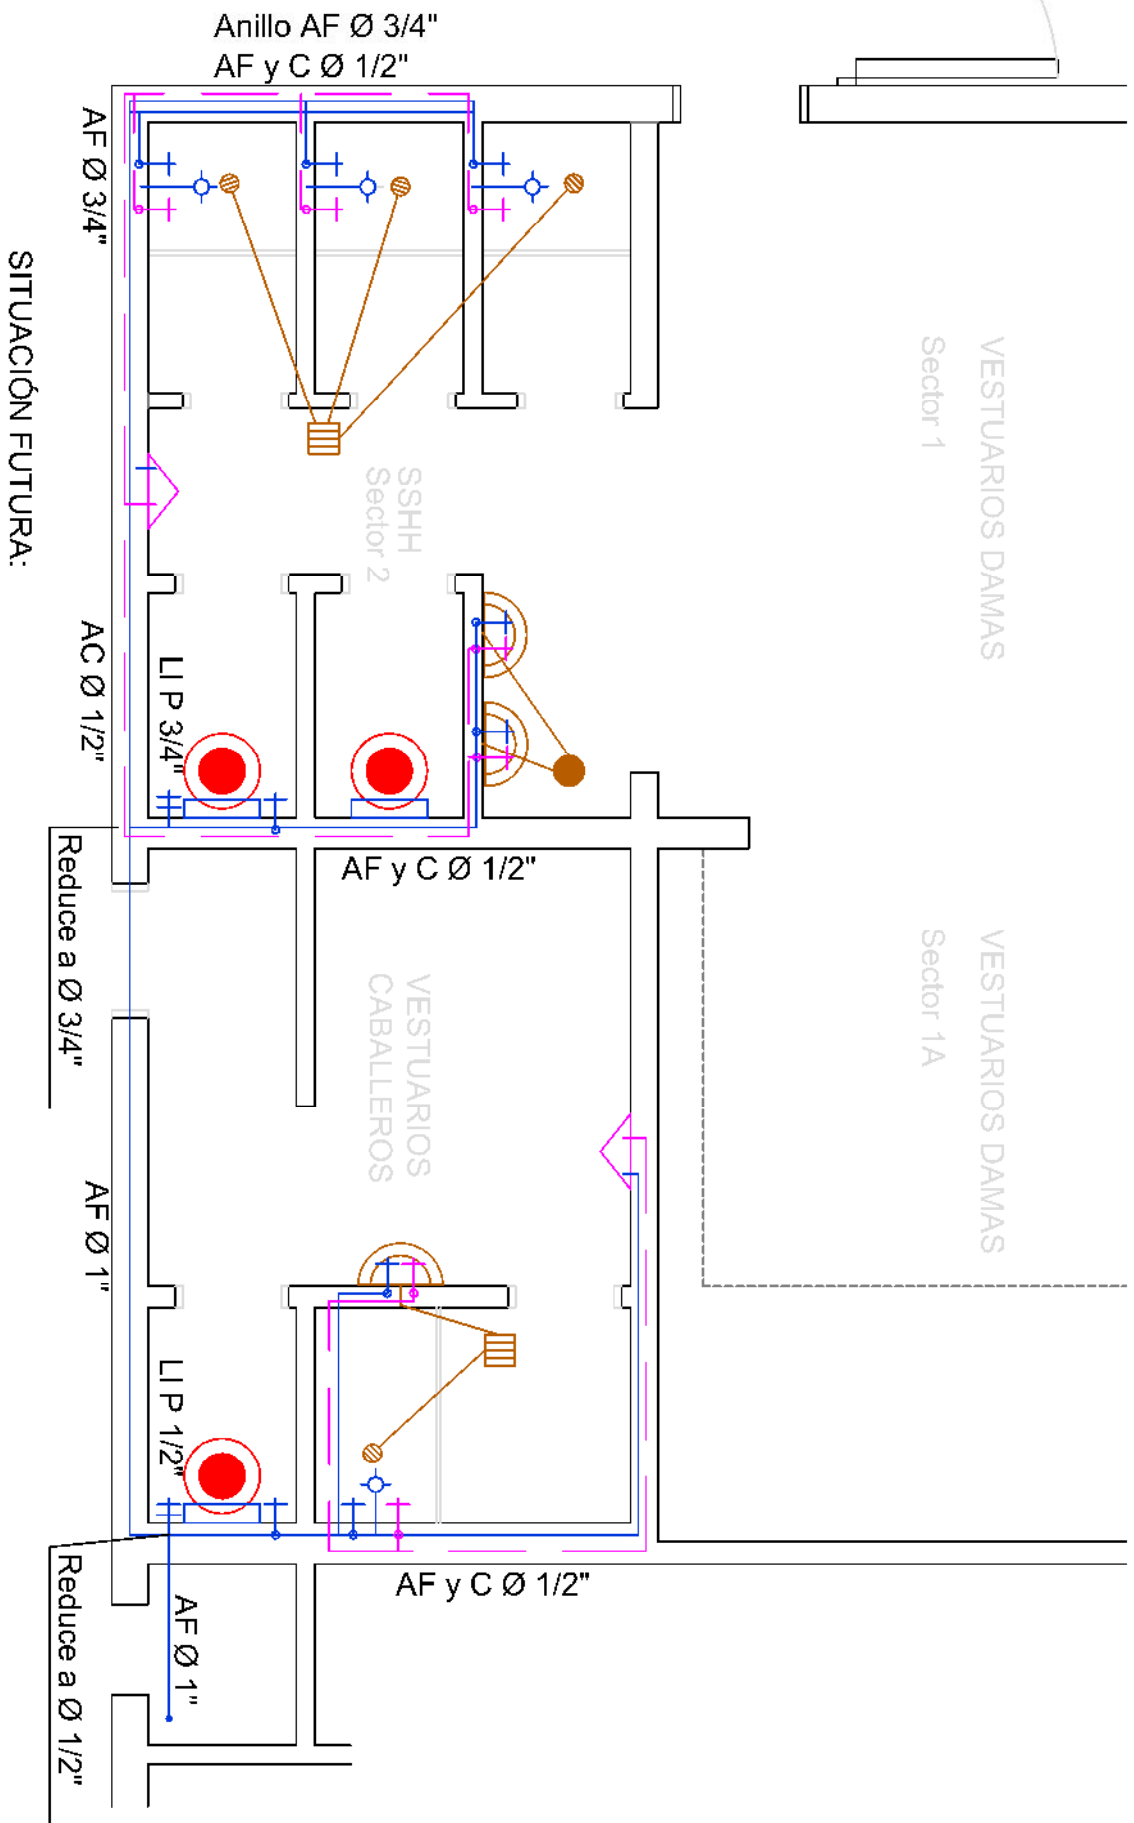 Anillo AF Ø 3/4"
AF y C Ø 1/2"
AF Ø 3/4"
SITUACIÓN FUTURA:
VESTUARIOS DAMAS
Sector 1
SSHH
Sector 2
AC Ø 1/2"
LI P 3/4"
AF y C Ø 1/2"
Reduce a Ø 3/4"
VESTUARIOS DAMAS
Sector 1A
VESTUARIOS
CABALLEROS
AF Ø 1"
LI P 1/2"
AF y C Ø 1/2"
AF Ø 1"
Reduce a Ø 1/2"